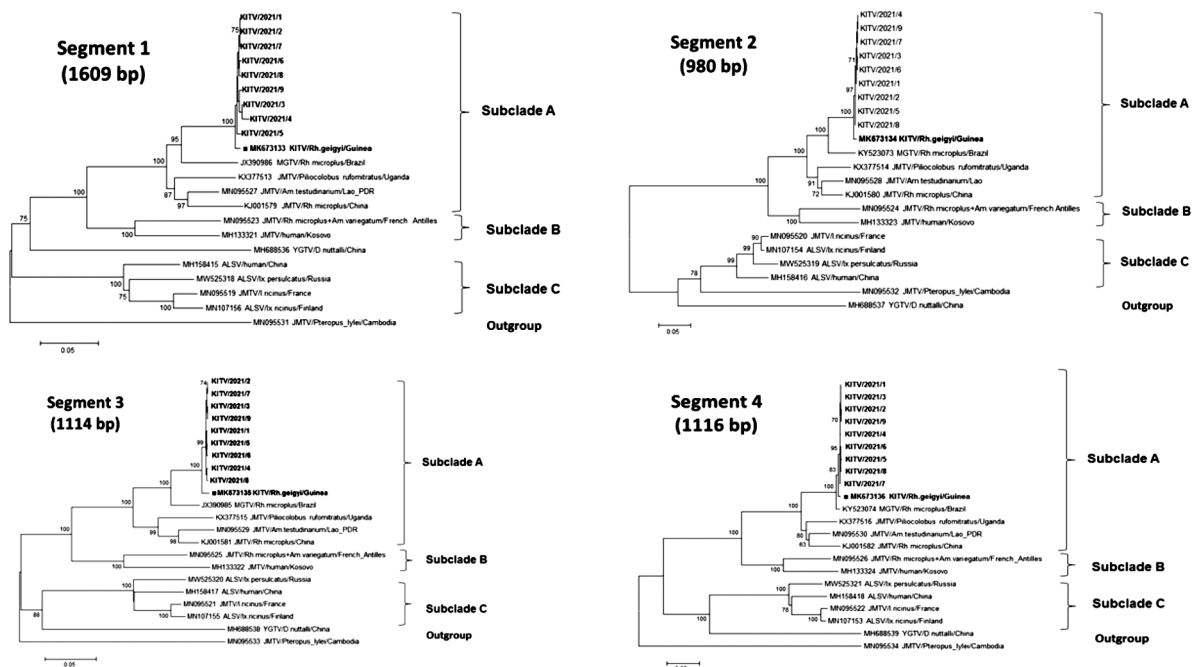 Segment 1
(1609 bp)
75
KITV/2021/1
KITV/2021/2
KITV/2021/7
KITV/2021/6
KITV/2021/8
KITV/2021/9
KITV/2021/3
KITV/2021/4
KITV/2021/5
100
MK673133 KITV/Rh.geigyi/Guinea
95
JX390986 MGTV/Rh.microplus/Brazil
100
KX377513 JMTV/Piliocolobus rufomitratus/Uganda
87
MN095527 JMTV/Am.testudinarium/Lao_PDR
97
KJ001579 JMTV/Rh.microplus/China
100
Subclade A
75
MN095523 JMTV/Rh.microplus+Am.variegatum/French_Antilles
100
MH133321 JMTV/human/Kosovo
Subclade B
MH688536 YGTV/D.nuttalli/China
MH158415 ALSV/human/China
100
MW525318 ALSV/Ix.persulcatus/Russia
75
MN095519 JMTV/I.ricinus/France
100
MN107156 ALSV/Ix.ricinus/Finland
Subclade C
MN095531 JMTV/Pteropus_lylei/Cambodia
Outgroup
0.05
Segment 2
(980 bp)
KITV/2021/4
KITV/2021/9
KITV/2021/7
KITV/2021/3
71
KITV/2021/6
KITV/2021/1
97
KITV/2021/2
KITV/2021/5
KITV/2021/8
100
MK673134 KITV/Rh.geigyi/Guinea
100
KY523073 MGTV/Rh.microplus/Brazil
100
KX377514 JMTV/Piliocolobus rufomitratus/Uganda
91
MN095528 JMTV/Am.testudinarium/Lao
72
KJ001580 JMTV/Rh.microplus/China
100
Subclade A
MN095524 JMTV/Rh.microplus+Am.variegatum/French Antilles
100
MH133323 JMTV/human/Kosovo
Subclade B
90
MN095520 JMTV/I.ricinus/France
99
MN107154 ALSV/Ix.ricinus/Finland
99
MW525319 ALSV/Ix.persulcatus/Russia
78
MH158416 ALSV/human/China
Subclade C
MN095532 JMTV/Pteropus_lylei/Cambodia
MH688537 YGTV/D.nuttalli/China
Outgroup
0.05
Segment 3
(1114 bp)
74
KITV/2021/2
KITV/2021/7
KITV/2021/3
KITV/2021/9
KITV/2021/1
99
KITV/2021/5
KITV/2021/6
KITV/2021/4
KITV/2021/8
100
MK673135 KITV/Rh.geigyi/Guinea
100
JX390985 MGTV/Rh.microplus/Brazil
KX377515 JMTV/Piliocolobus rufomitratus/Uganda
99
MN095529 JMTV/Am.testudinarium/Lao_PDR
98
KJ001581 JMTV/Rh.microplus/China
100
Subclade A
MN095525 JMTV/Rh.microplus+Am.variegatum/French_Antilles
100
MH133322 JMTV/human/Kosovo
Subclade B
MW525320 ALSV/Ix.persulcatus/Russia
100
MH158417 ALSV/human/China
MN095521 JMTV/I.ricinus/France
100
MN107155 ALSV/Ix.ricinus/Finland
Subclade C
88
MH688538 YGTV/D.nuttalli/China
MN095533 JMTV/Pteropus_lylei/Cambodia
Outgroup
0.05
Segment 4
(1116 bp)
KITV/2021/1
KITV/2021/3
KITV/2021/2
70
KITV/2021/9
KITV/2021/4
95
KITV/2021/6
KITV/2021/5
83
KITV/2021/8
KITV/2021/7
100
MK673136 KITV/Rh.geigyi/Guinea
100
KY523074 MGTV/Rh.microplus/Brazil
100
KX377516 JMTV/Piliocolobus rufomitratus/Uganda
80
MN095530 JMTV/Am.testudinarium/Lao_PDR
63
KJ001582 JMTV/Rh.microplus/China
100
Subclade A
MN095526 JMTV/Rh.microplus+Am.variegatum/French_Antilles
100
MH133324 JMTV/human/Kosovo
Subclade B
MW525321 ALSV/Ix.persulcatus/Russia
100
MH158418 ALSV/human/China
78
MN095522 JMTV/I.ricinus/France
100
MN107153 ALSV/Ix.ricinus/Finland
Subclade C
100
MH688539 YGTV/D.nuttalli/China
MN095534 JMTV/Pteropus_lylei/Cambodia
Outgroup